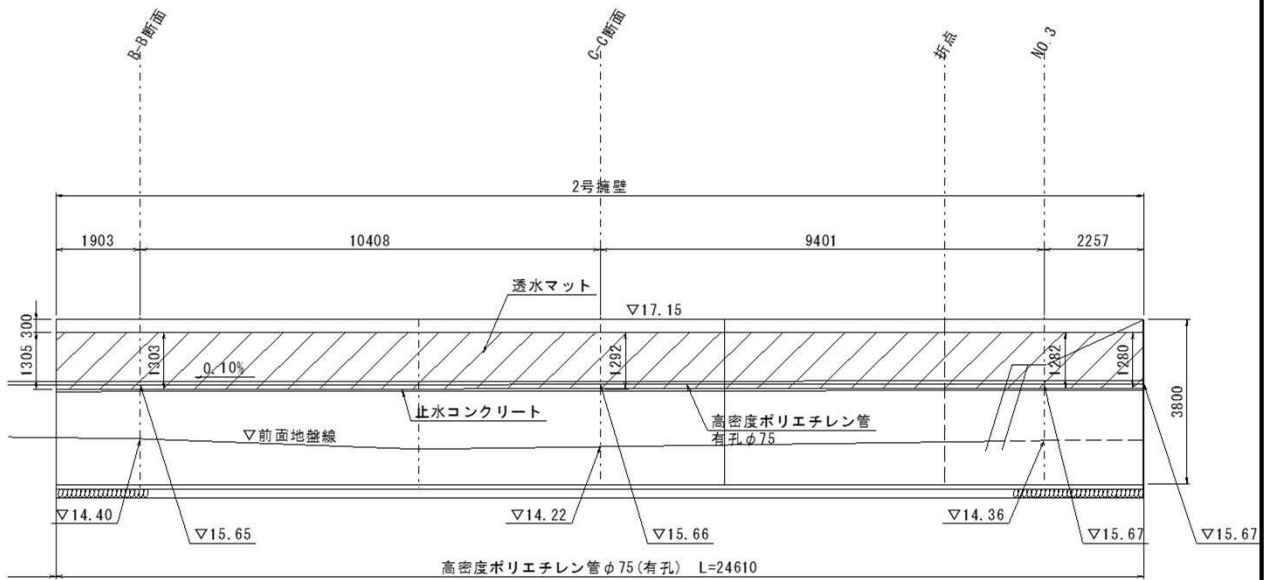 B-B断面
C-C断面
折点
NO.3
2号擁壁
1903
10408
9401
2257
透水マット
▽17.15
300
1305
1303
0.10%
1292
1282
1280
3800
止水コンクリート
高密度ポリエチレン管
有孔φ75
▽前面地盤線
▽14.40
▽15.65
▽14.22
▽15.66
▽14.36
▽15.67
▽15.67
高密度ポリエチレン管φ75(有孔) L=24610